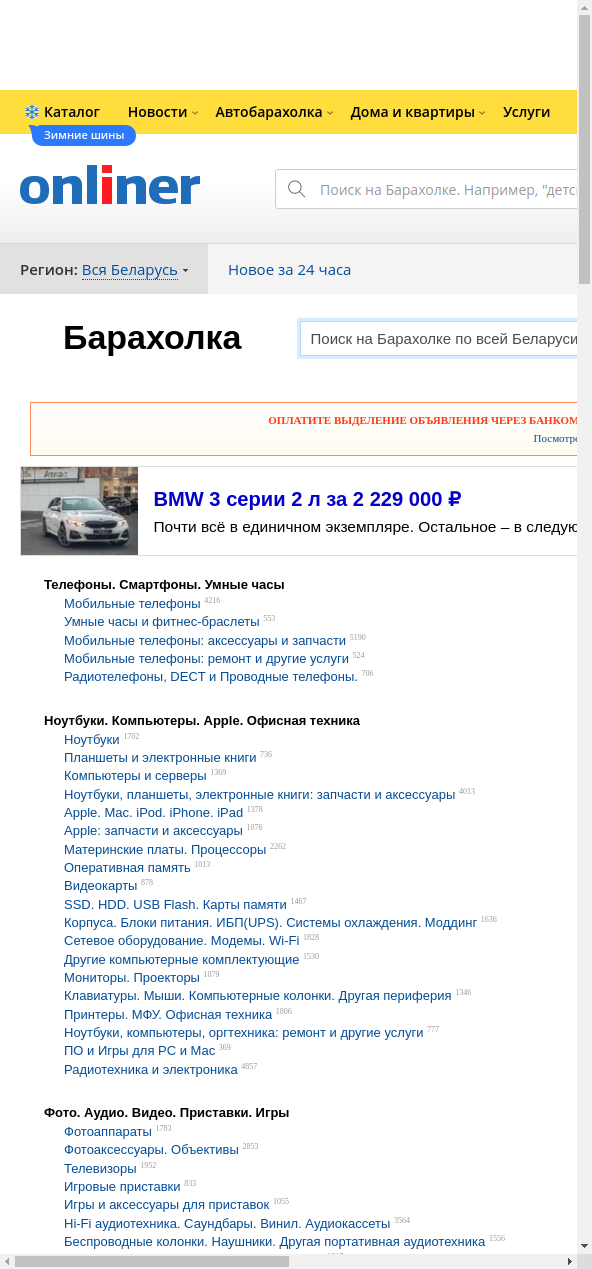 Каталог Новости Автобарахолка Дома и квартиры Услуги
Зимние шины
onliner
Поиск на Барахолке. Например, "детс
Регион: Вся Беларусь Новое за 24 часа
Барахолка
Поиск на Барахолке по всей Беларуси
ОПЛАТИТЕ ВЫДЕЛЕНИЕ ОБЪЯВЛЕНИЯ ЧЕРЕЗ БАНКОМ
Посмотре
Атлас
BMW 3 серии 2 л за 2 229 000 ₽
Почти всё в единичном экземпляре. Остальное – в следую
Телефоны. Смартфоны. Умные часы
Мобильные телефоны 4216
Умные часы и фитнес-браслеты 553
Мобильные телефоны: аксессуары и запчасти 5190
Мобильные телефоны: ремонт и другие услуги 524
Радиотелефоны, DECT и Проводные телефоны. 706
Ноутбуки. Компьютеры. Apple. Офисная техника
Ноутбуки 1702
Планшеты и электронные книги 736
Компьютеры и серверы 1369
Ноутбуки, планшеты, электронные книги: запчасти и аксессуары 4013
Apple. Mac. iPod. iPhone. iPad 1378
Apple: запчасти и аксессуары 1076
Материнские платы. Процессоры 2262
Оперативная память 1013
Видеокарты 878
SSD. HDD. USB Flash. Карты памяти 1467
Корпуса. Блоки питания. ИБП(UPS). Системы охлаждения. Моддинг 1636
Сетевое оборудование. Модемы. Wi-Fi 1828
Другие компьютерные комплектующие 1530
Мониторы. Проекторы 1079
Клавиатуры. Мыши. Компьютерные колонки. Другая периферия 1346
Принтеры. МФУ. Офисная техника 1806
Ноутбуки, компьютеры, оргтехника: ремонт и другие услуги 777
ПО и Игры для PC и Mac 369
Радиотехника и электроника 4857
Фото. Аудио. Видео. Приставки. Игры
Фотоаппараты 1783
Фотоаксессуары. Объективы 2853
Телевизоры 1952
Игровые приставки 833
Игры и аксессуары для приставок 1055
Hi-Fi аудиотехника. Саундбары. Винил. Аудиокассеты 3564
Беспроводные колонки. Наушники. Другая портативная аудиотехника 1556